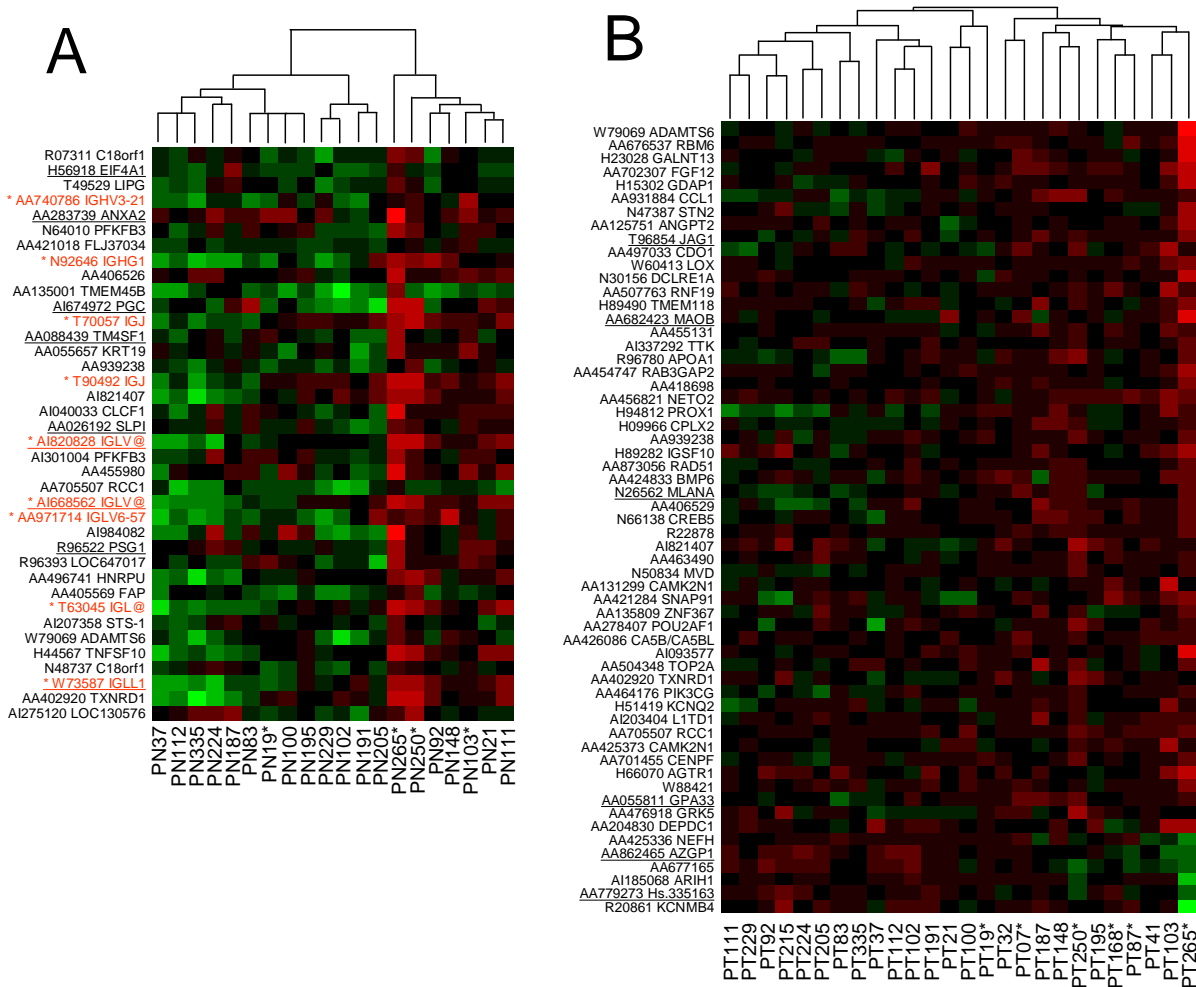 A
R07311 C18orf1
H56918 EIF4A1
T49529 LIPG
* AA740786 IGHV3-21
AA283739 ANXA2
N64010 PFKFB3
AA421018 FLJ37034
* N92646 IGHG1
AA406526
AA135001 TMEM45B
AI674972 PGC
* T70057 IGJ
AA088439 TM4SF1
AA055657 KRT19
AA939238
* T90492 IGJ
AI821407
AI040033 CLCF1
AA026192 SLPI
* AI820828 IGLV@
AI301004 PFKFB3
AA455980
AA705507 RCC1
* AI668562 IGLV@
* AA971714 IGLV6-57
AI984082
R96522 PSG1
R96393 LOC647017
AA496741 HNRPU
AA405569 FAP
* T63045 IGL@
AI207358 STS-1
W79069 ADAMTS6
H44567 TNFSF10
N48737 C18orf1
* W73587 IGLL1
AA402920 TXNRD1
AI275120 LOC130576
PN37
PN112
PN335
PN224
PN187
PN83
PN19*
PN100
PN195
PN229
PN102
PN191
PN205
PN265*
PN250*
PN92
PN148
PN103*
PN21
PN111
B
W79069 ADAMTS6
AA676537 RBM6
H23028 GALNT13
AA702307 FGF12
H15302 GDAP1
AA931884 CCL1
N47387 STN2
AA125751 ANGPT2
T96854 JAG1
AA497033 CDO1
W60413 LOX
N30156 DCLRE1A
AA507763 RNF19
H89490 TMEM118
AA682423 MAOB
AA455131
AI337292 TTK
R96780 APOA1
AA454747 RAB3GAP2
AA418698
AA456821 NETO2
H94812 PROX1
H09966 CPLX2
AA939238
H89282 IGSF10
AA873056 RAD51
AA424833 BMP6
N26562 MLANA
AA406529
N66138 CREB5
R22878
AI821407
AA463490
N50834 MVD
AA131299 CAMK2N1
AA421284 SNAP91
AA135809 ZNF367
AA278407 POU2AF1
AA426086 CA5B/CA5BL
AI093577
AA504348 TOP2A
AA402920 TXNRD1
AA464176 PIK3CG
H51419 KCNQ2
AI203404 L1TD1
AA705507 RCC1
AA425373 CAMK2N1
AA701455 CENPF
H66070 AGTR1
W88421
AA055811 GPA33
AA476918 GRK5
AA204830 DEPDC1
AA425336 NEFH
AA862465 AZGP1
AA677165
AI185068 ARIH1
AA779273 Hs.335163
R20861 KCNMB4
PT111
PT229
PT92
PT215
PT224
PT205
PT83
PT335
PT37
PT112
PT102
PT191
PT21
PT100
PT19*
PT32
PT07*
PT187
PT148
PT250*
PT195
PT168*
PT87*
PT41
PT103
PT265*